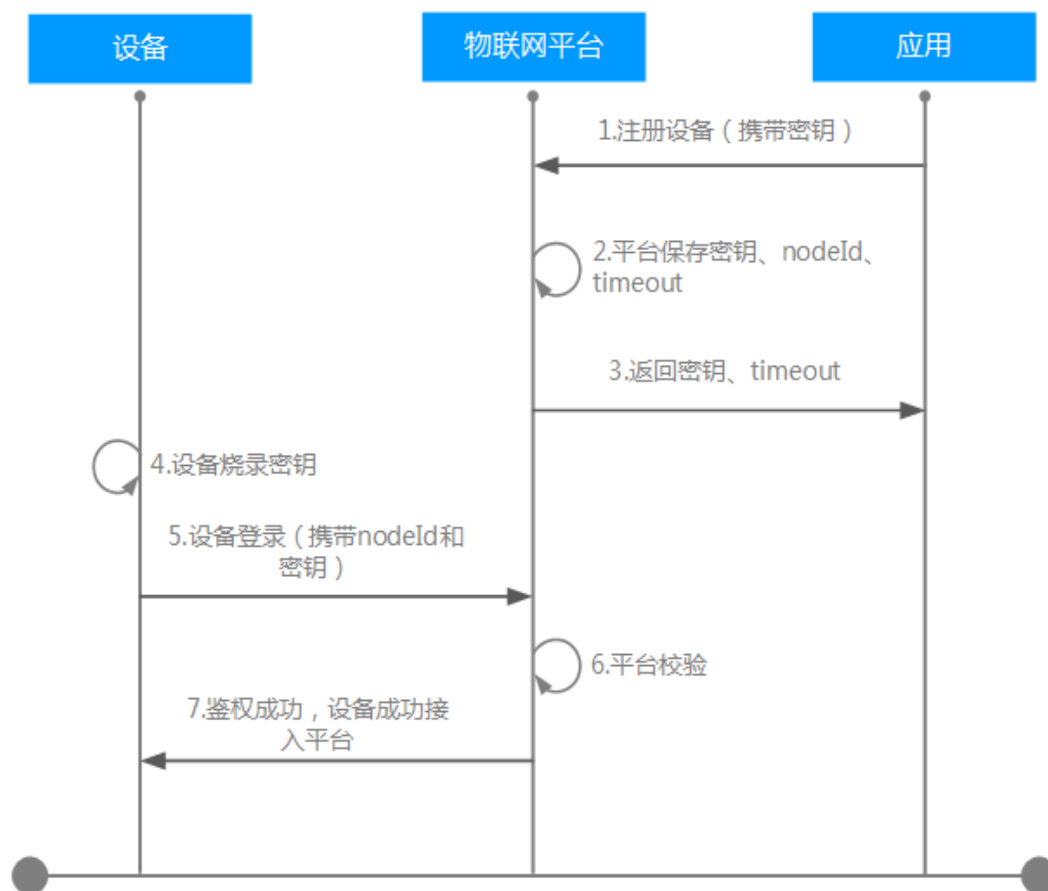 设备
物联网平台
应用
1.注册设备（携带密钥）
2.平台保存密钥、nodeId、
timeout
3.返回密钥、timeout
4.设备烧录密钥
5.设备登录（携带nodeId和
密钥）
6.平台校验
7.鉴权成功，设备成功接
入平台